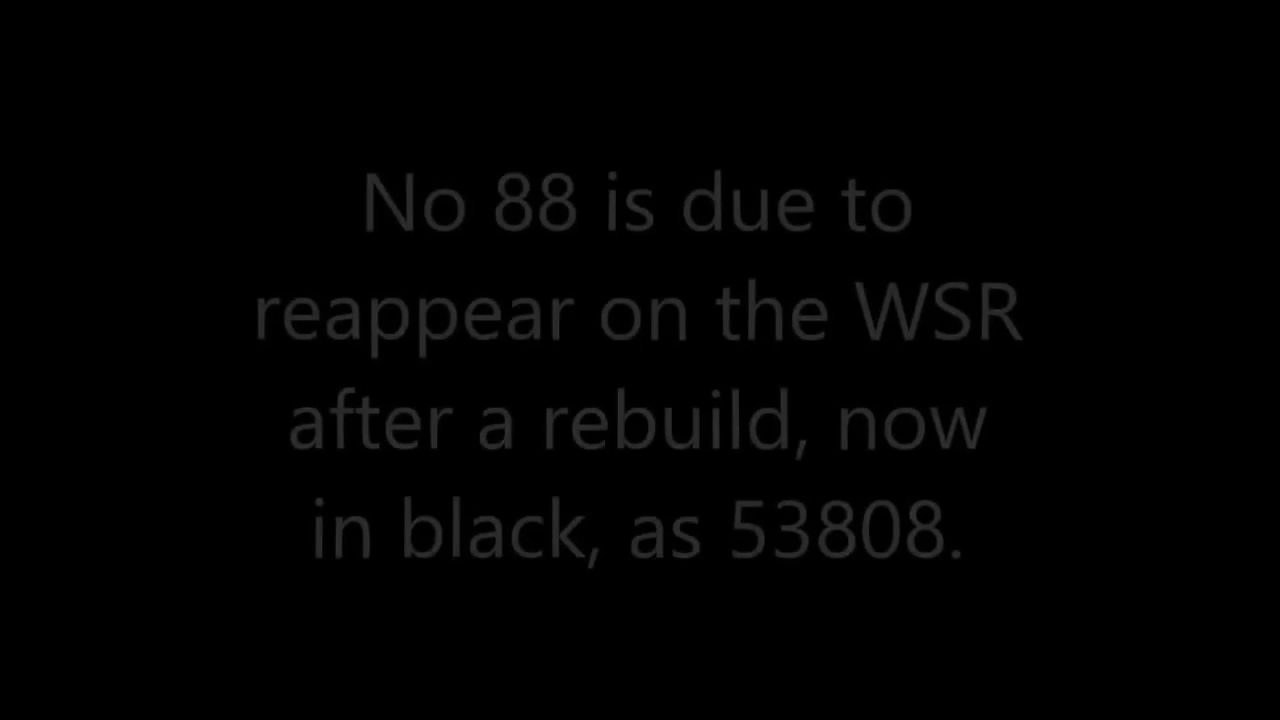 No 88 is due to
reappear on the WSR
after a rebuild, now
in black, as 53808.